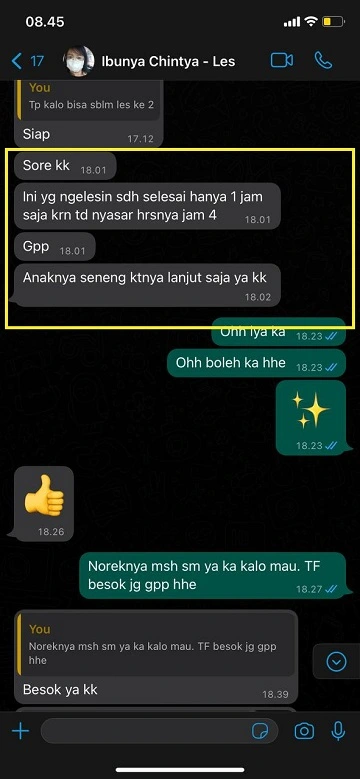 08.45
17
Ibunya Chintya - Les
You
Tp kalo bisa sblm les ke 2
Siap
17.12
Sore kk
18.01
Ini yg ngelesin sdh selesai hanya 1 jam
saja krn td nyasar hrsnya jam 4
18.01
Gpp
18.01
Anaknya seneng ktnya lanjut saja ya kk
18.02
Ohh iya ka
18.23
Ohh boleh ka hhe
18.23
18.23
18.26
Noreknya msh sm ya ka kalo mau. TF
besok jg gpp hhe
18.27
You
Noreknya msh sm ya ka kalo mau. TF besok jg gpp
hhe
Besok ya kk
18.39